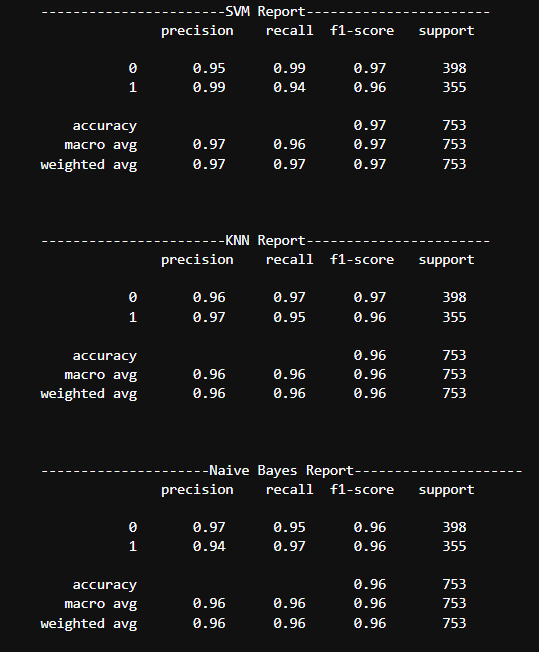 -----------------------SVM Report-----------------------
precision recall f1-score support
0 0.95 0.99 0.97 398
1 0.99 0.94 0.96 355
accuracy 0.97 753
macro avg 0.97 0.96 0.97 753
weighted avg 0.97 0.97 0.97 753
-----------------------KNN Report-----------------------
precision recall f1-score support
0 0.96 0.97 0.97 398
1 0.97 0.95 0.96 355
accuracy 0.96 753
macro avg 0.96 0.96 0.96 753
weighted avg 0.96 0.96 0.96 753
---------------------Naive Bayes Report---------------------
precision recall f1-score support
0 0.97 0.95 0.96 398
1 0.94 0.97 0.96 355
accuracy 0.96 753
macro avg 0.96 0.96 0.96 753
weighted avg 0.96 0.96 0.96 753